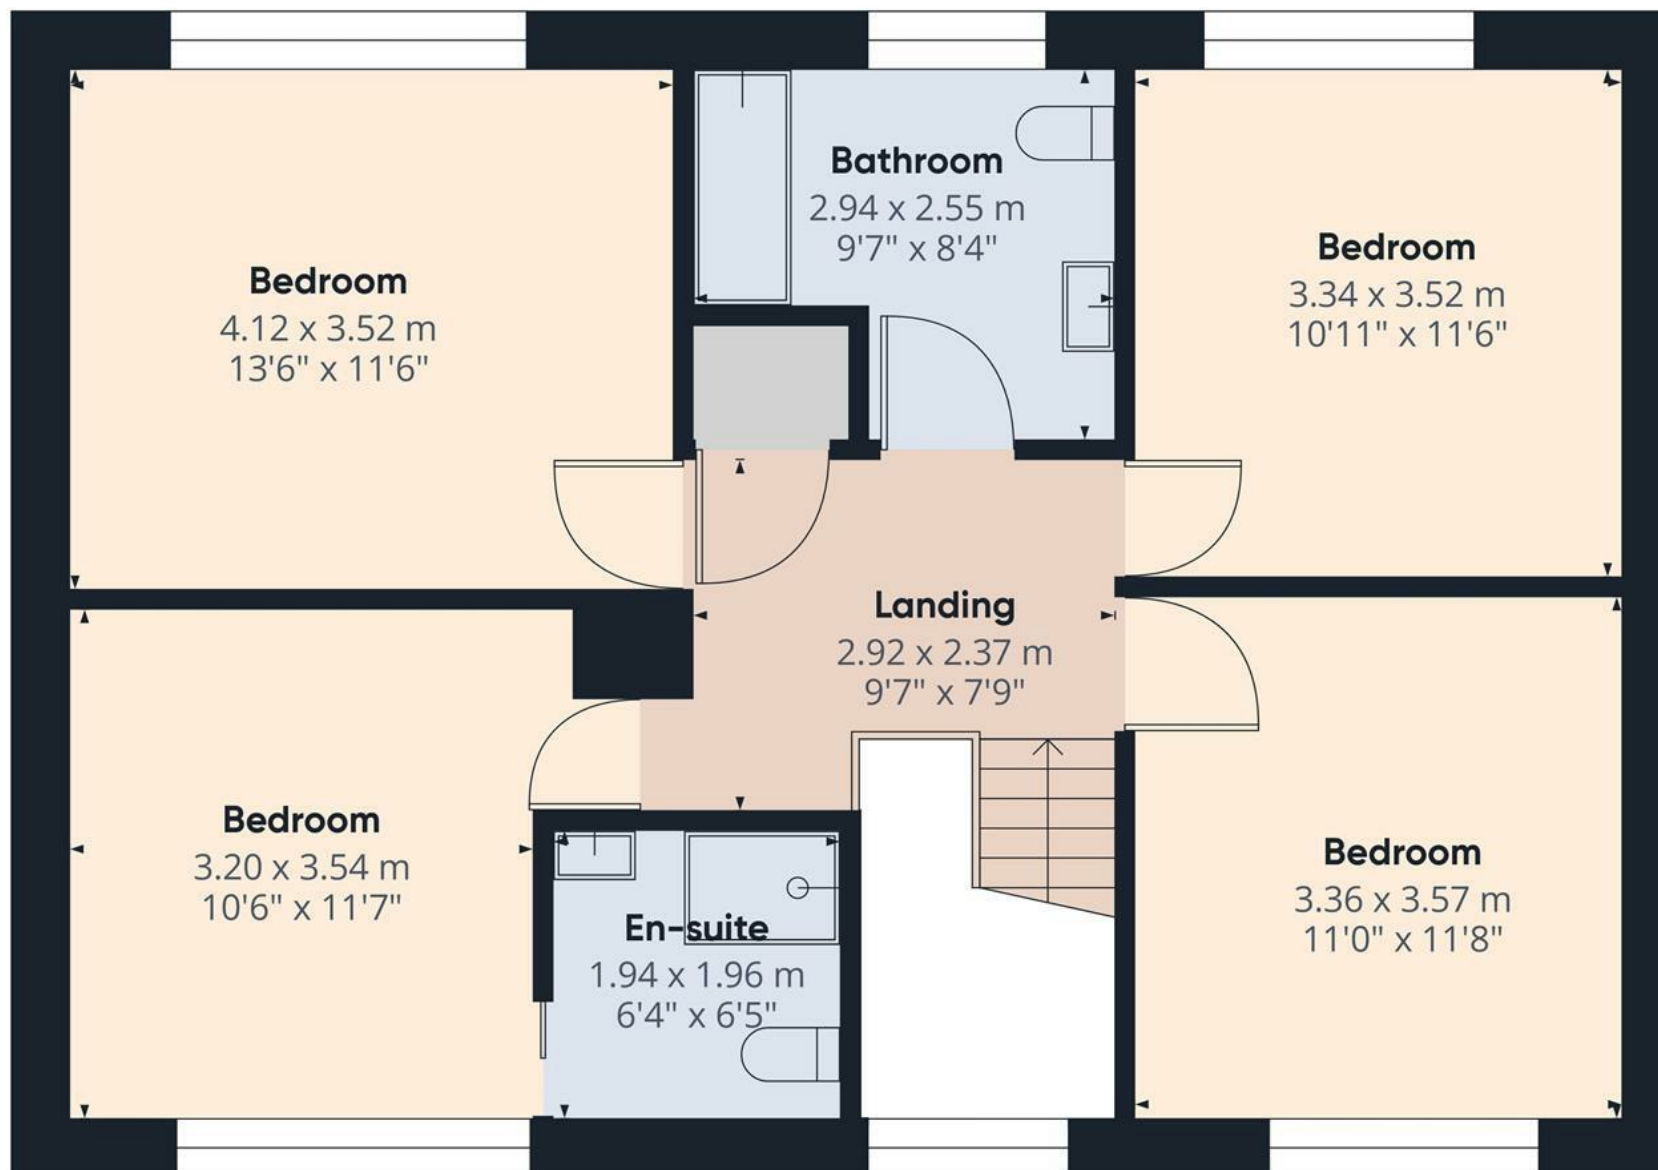 Bedroom
4.12 x 3.52 m
13'6" x 11'6"
Bathroom
2.94 x 2.55 m
9'7" x 8'4"
Bedroom
3.34 x 3.52 m
10'11" x 11'6"
Landing
2.92 x 2.37 m
9'7" x 7'9"
Bedroom
3.20 x 3.54 m
10'6" x 11'7"
En-suite
1.94 x 1.96 m
6'4" x 6'5"
Bedroom
3.36 x 3.57 m
11'0" x 11'8"